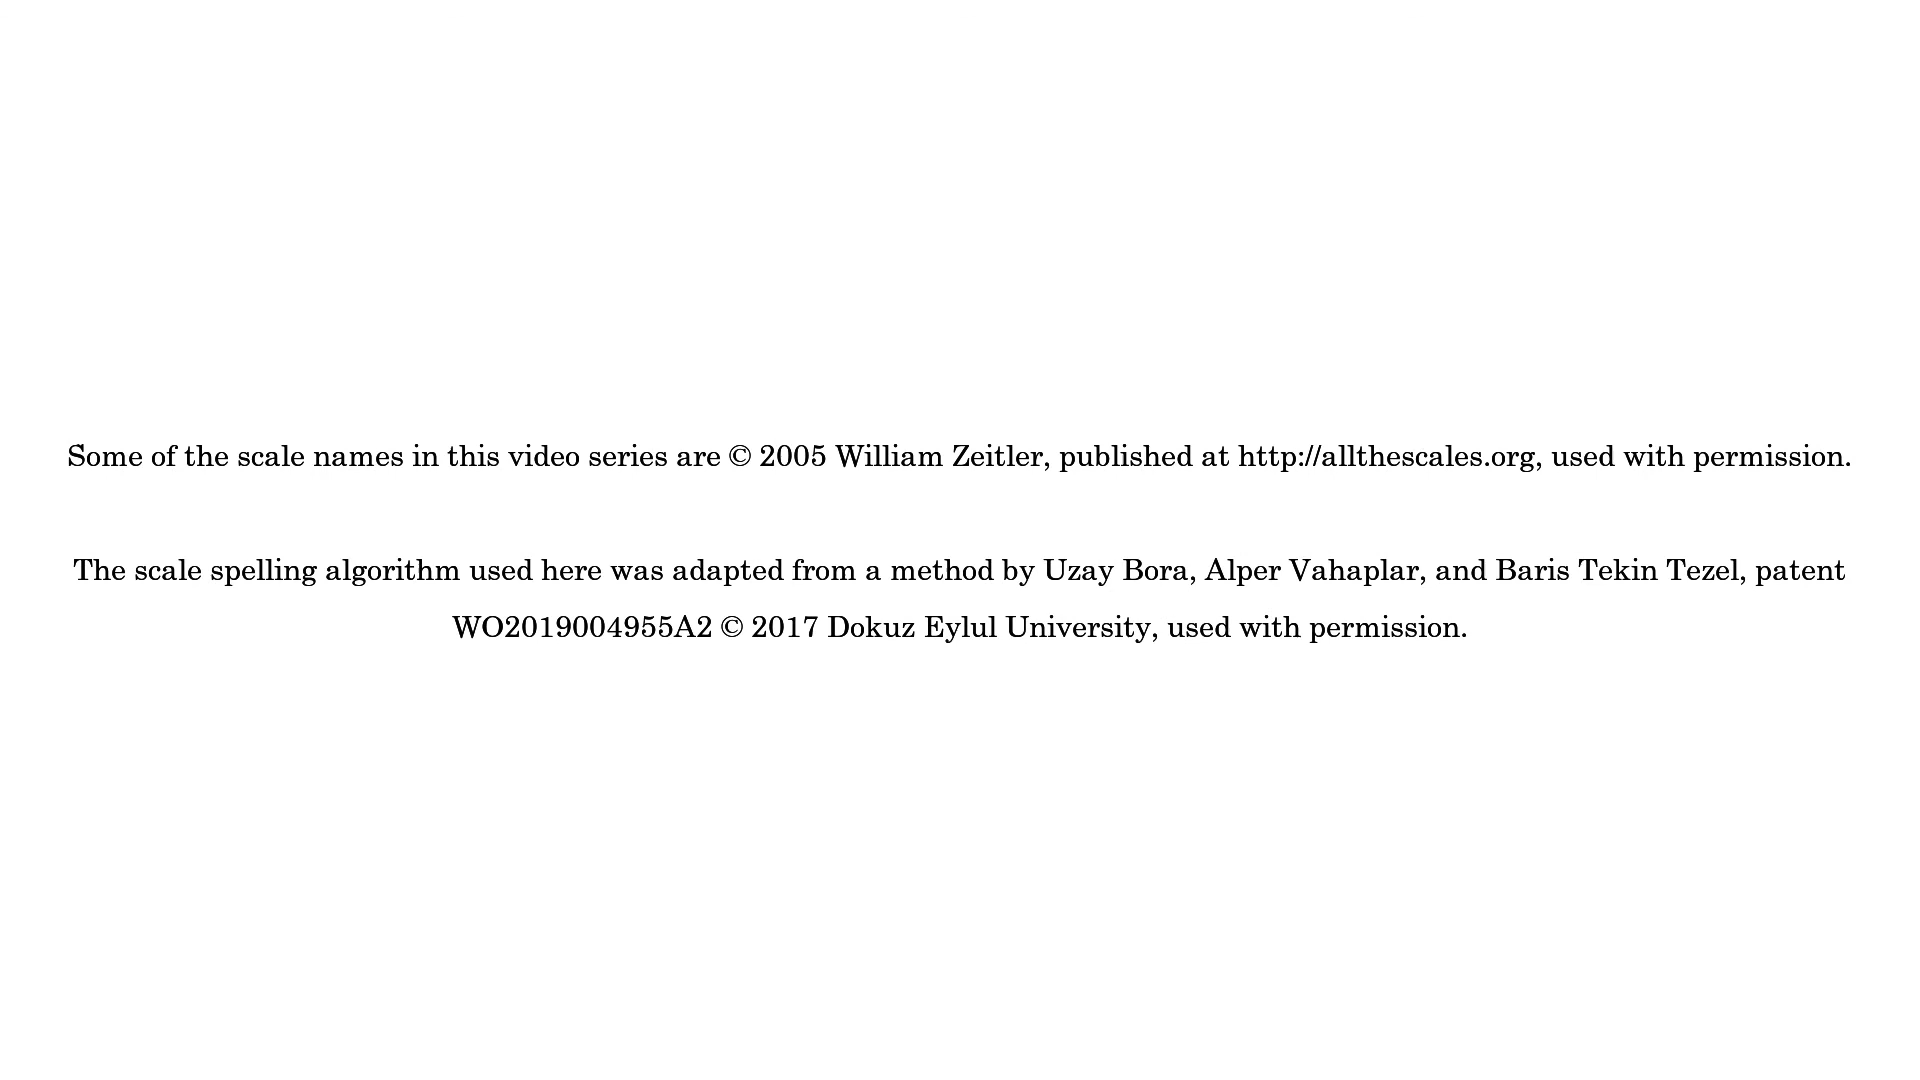 Some of the scale names in this video series are © 2005 William Zeitler, published at http://allthescales.org, used with permission.
The scale spelling algorithm used here was adapted from a method by Uzay Bora, Alper Vahaplar, and Baris Tekin Tezel, patent
WO2019004955A2 © 2017 Dokuz Eylul University, used with permission.